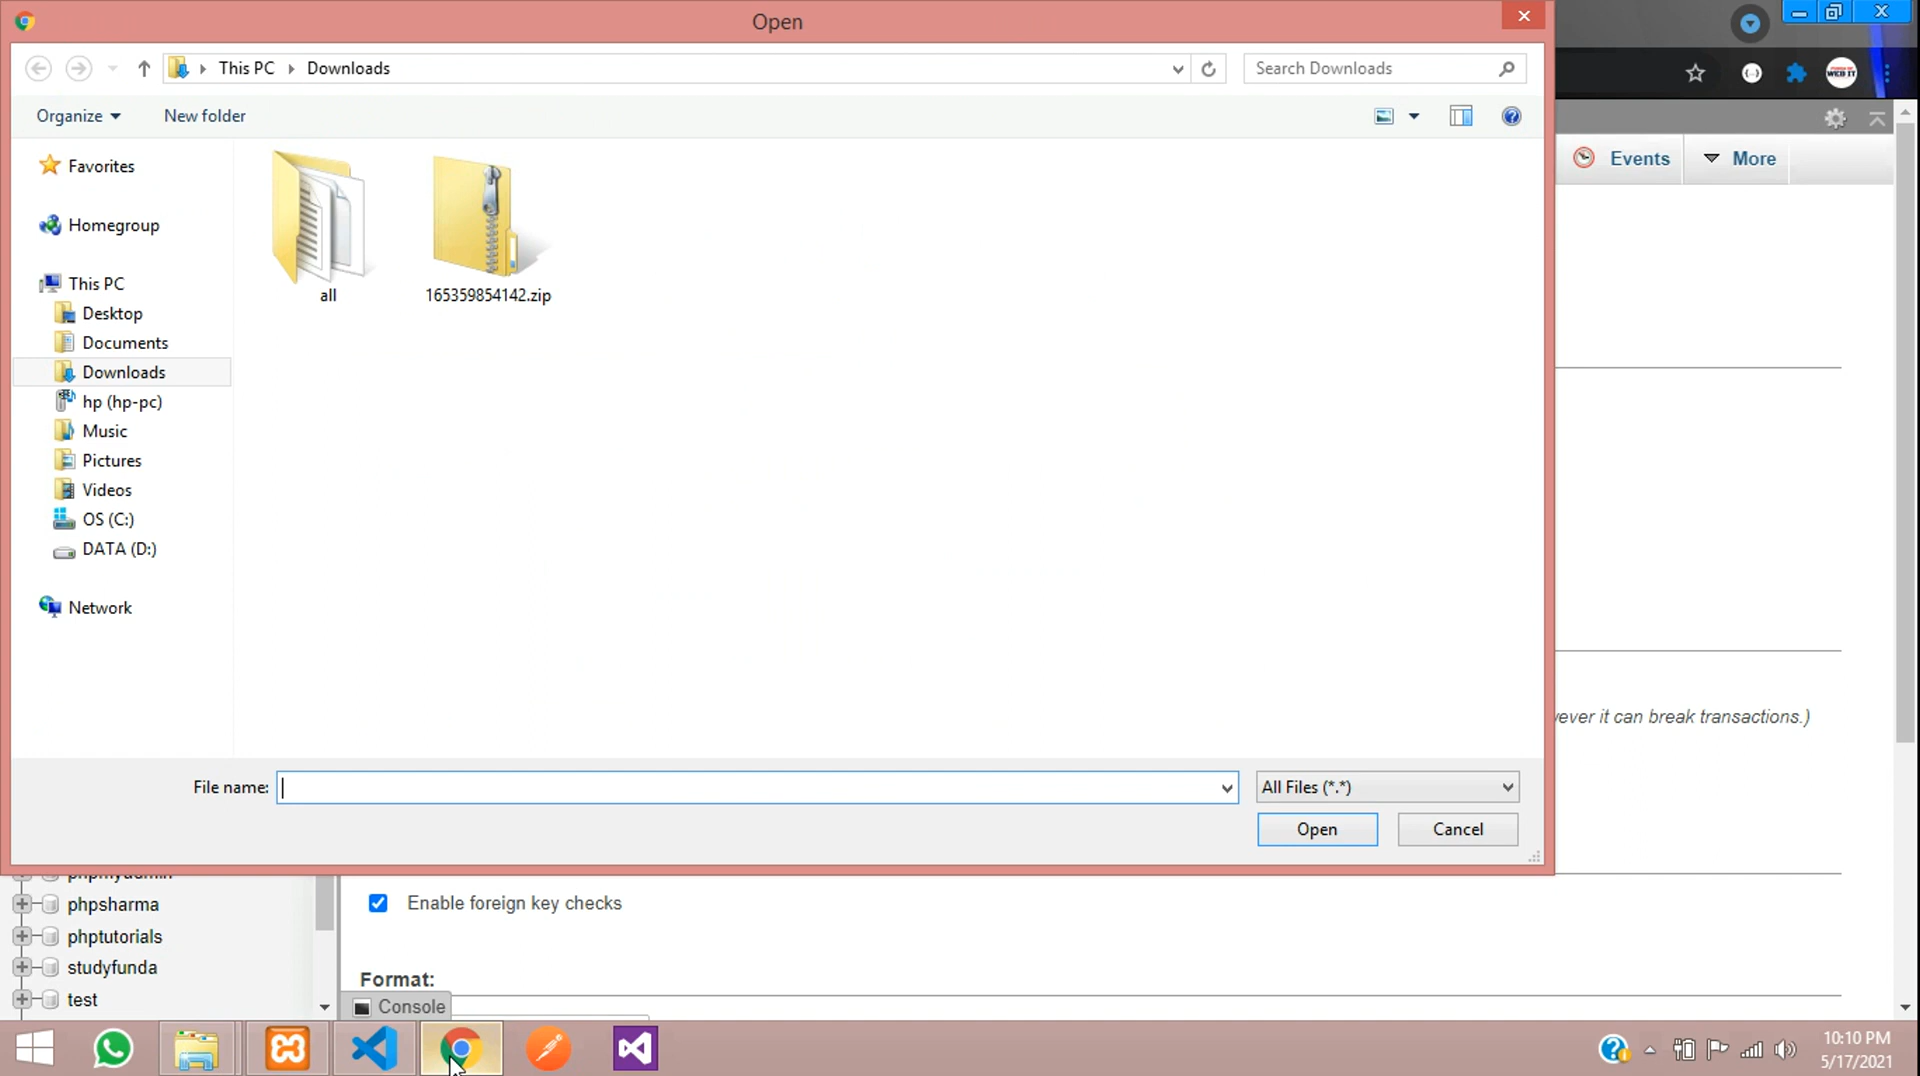 Open
This PC
Downloads
Search Downloads
Organize
New folder
Favorites
Homegroup
This PC
Desktop
Documents
Downloads
hp (hp-pc)
Music
Pictures
Videos
OS (C:)
DATA (D:)
Network
all
165359854142.zip
Events
More
ever it can break transactions.)
File name:
All Files (*.*)
Open
Cancel
phpmyadmin
phpsharma
phptutorials
studyfunda
test
Enable foreign key checks
Format:
Console
WEB IT
10:10 PM
5/17/2021